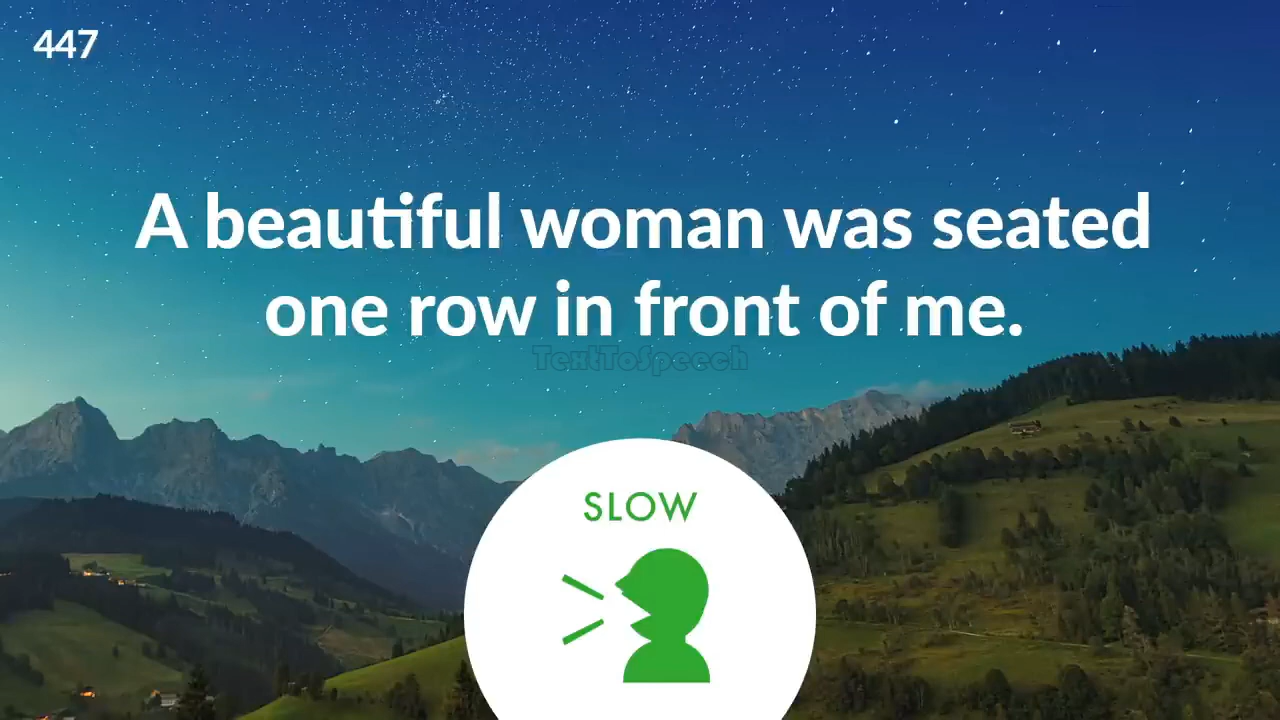 447
A beautiful woman was seated
one row in front of me.
TextToSpeech
SLOW